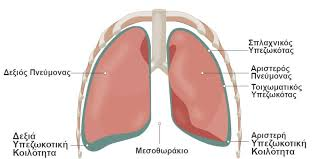 Σπλαχνικός
Υπεζωκότας
Δεξιός Πνεύμονας
Αριστερός
Πνεύμονας
Τοιχωματικός
Υπεζωκότας
Δεξιά
Υπεζωκοτική
Κοιλότητα
Μεσοθωράκιο
Αριστερή
Υπεζωκοτική
Κοιλότητα